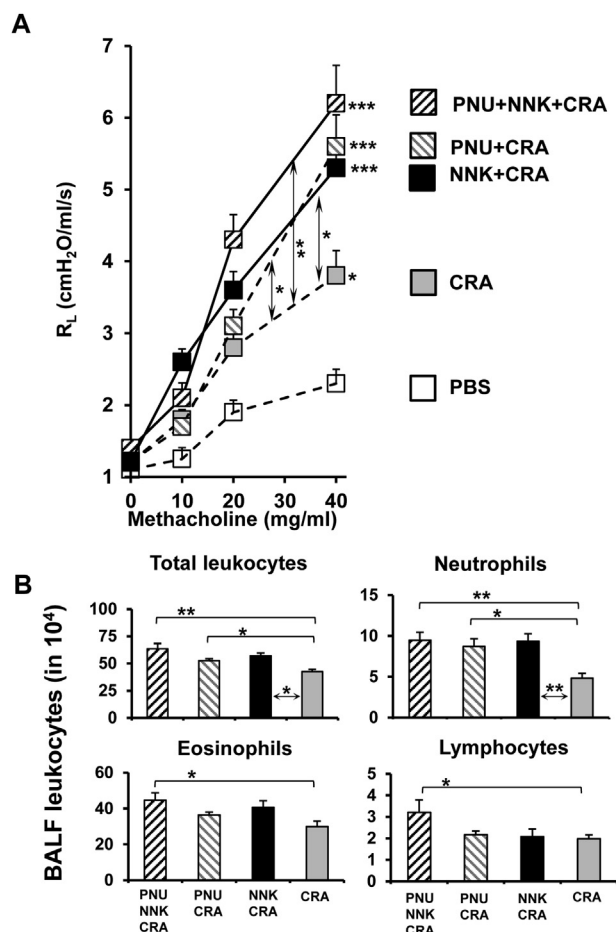 A
7
6
5
4
3
2
1
R_L (cmH₂O/ml/s)
0 10 20 30 40
Methacholine (mg/ml)
***
***
***
*
*
**
*
PNU+NNK+CRA
PNU+CRA
NNK+CRA
CRA
PBS
B
BALF leukocytes (in 10⁴)
Total leukocytes
100
75
50
25
0
**
*
*
Neutrophils
15
10
5
0
**
*
**
Eosinophils
60
40
20
0
*
PNU NNK CRA
PNU CRA
NNK CRA
CRA
Lymphocytes
5
4
3
2
1
0
*
PNU NNK CRA
PNU CRA
NNK CRA
CRA